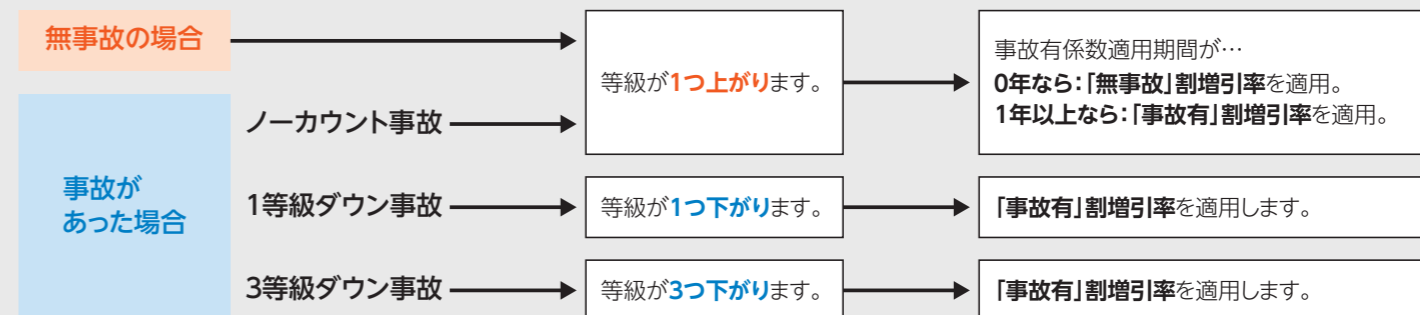 無事故の場合
等級が1つ上がります。
事故有係数適用期間が…
0年なら：「無事故」割増引率を適用。
1年以上なら：「事故有」割増引率を適用。
事故が
あった場合
ノーカウント事故
1等級ダウン事故
等級が1つ下がります。
「事故有」割増引率を適用します。
3等級ダウン事故
等級が3つ下がります。
「事故有」割増引率を適用します。